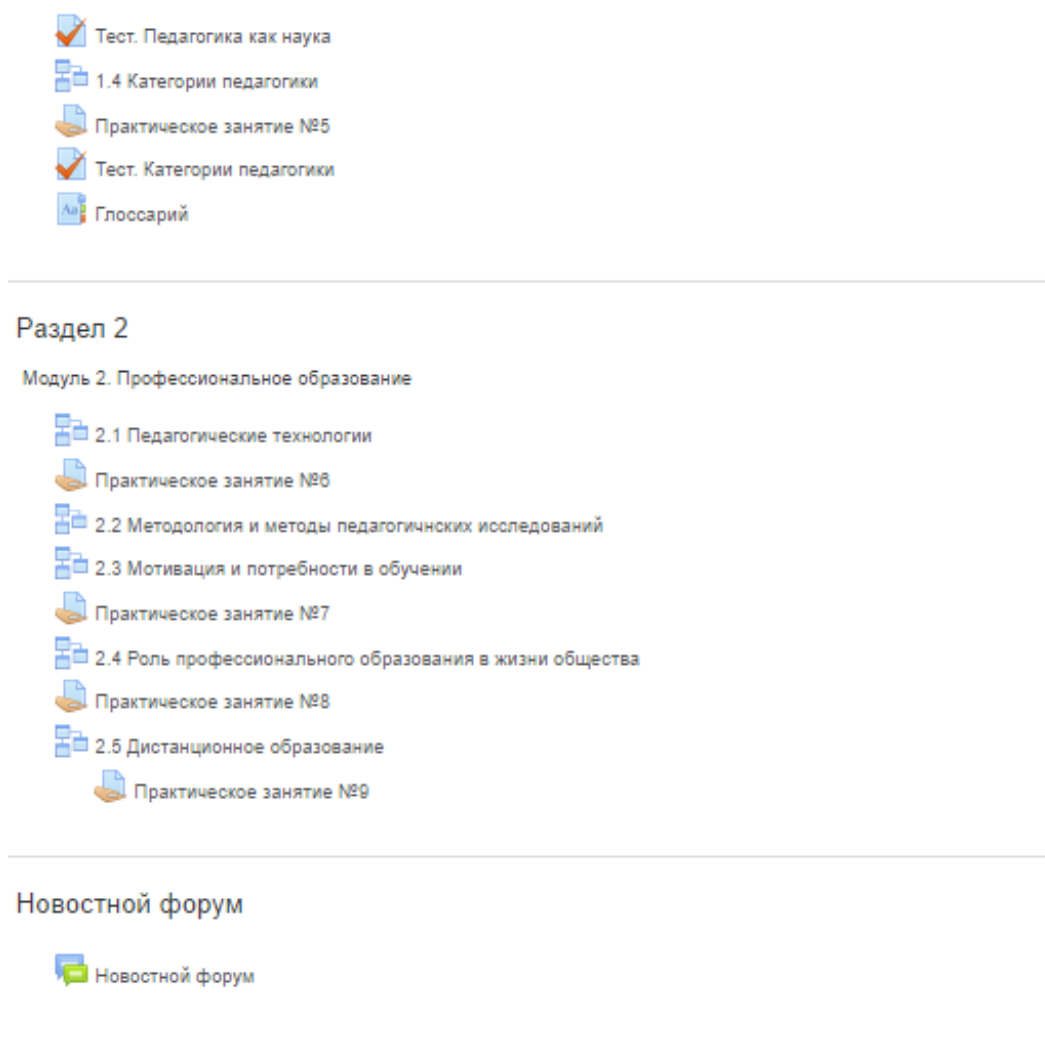 Тест. Педагогика как наука
1.4 Категории педагогики
Практическое занятие №5
Тест. Категории педагогики
Aa
Глоссарий
Раздел 2
Модуль 2. Профессиональное образование
2.1 Педагогические технологии
Практическое занятие №6
2.2 Методология и методы педагогичнских исследований
2.3 Мотивация и потребности в обучении
Практическое занятие №7
2.4 Роль профессионального образования в жизни общества
Практическое занятие №8
2.5 Дистанционное образование
Практическое занятие №9
Новостной форум
Новостной форум